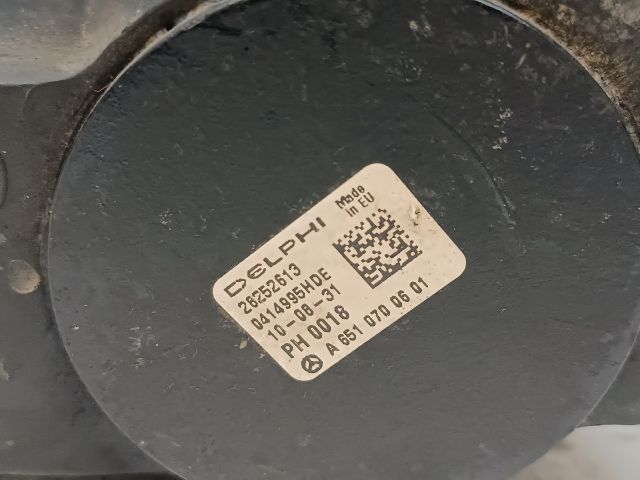 DELPHI
Made
in EU
28252613
0414995HDE
10-08-31
PH 0018
A 651 070 06 01